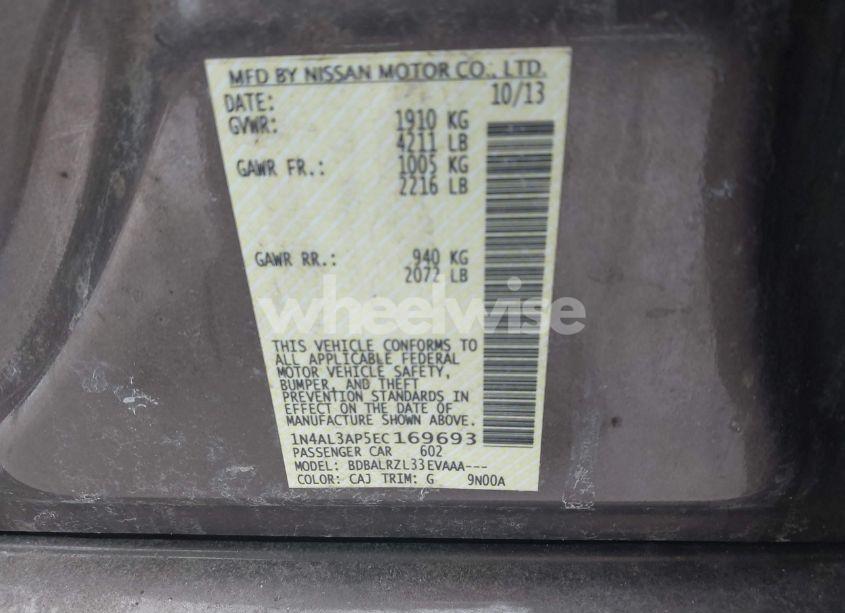 MFD BY NISSAN MOTOR CO., LTD.
DATE: 10/13
GVWR: 1910 KG
4211 LB
GAWR FR.: 1005 KG
2216 LB
GAWR RR.: 940 KG
2072 LB
wheelwise
THIS VEHICLE CONFORMS TO
ALL APPLICABLE FEDERAL
MOTOR VEHICLE SAFETY,
BUMPER, AND THEFT
PREVENTION STANDARDS IN
EFFECT ON THE DATE OF
MANUFACTURE SHOWN ABOVE.
1N4AL3AP5EC169693
PASSENGER CAR 602
MODEL: BDBALRZL33EVAAA---
COLOR: CAJ TRIM: G 9N00A